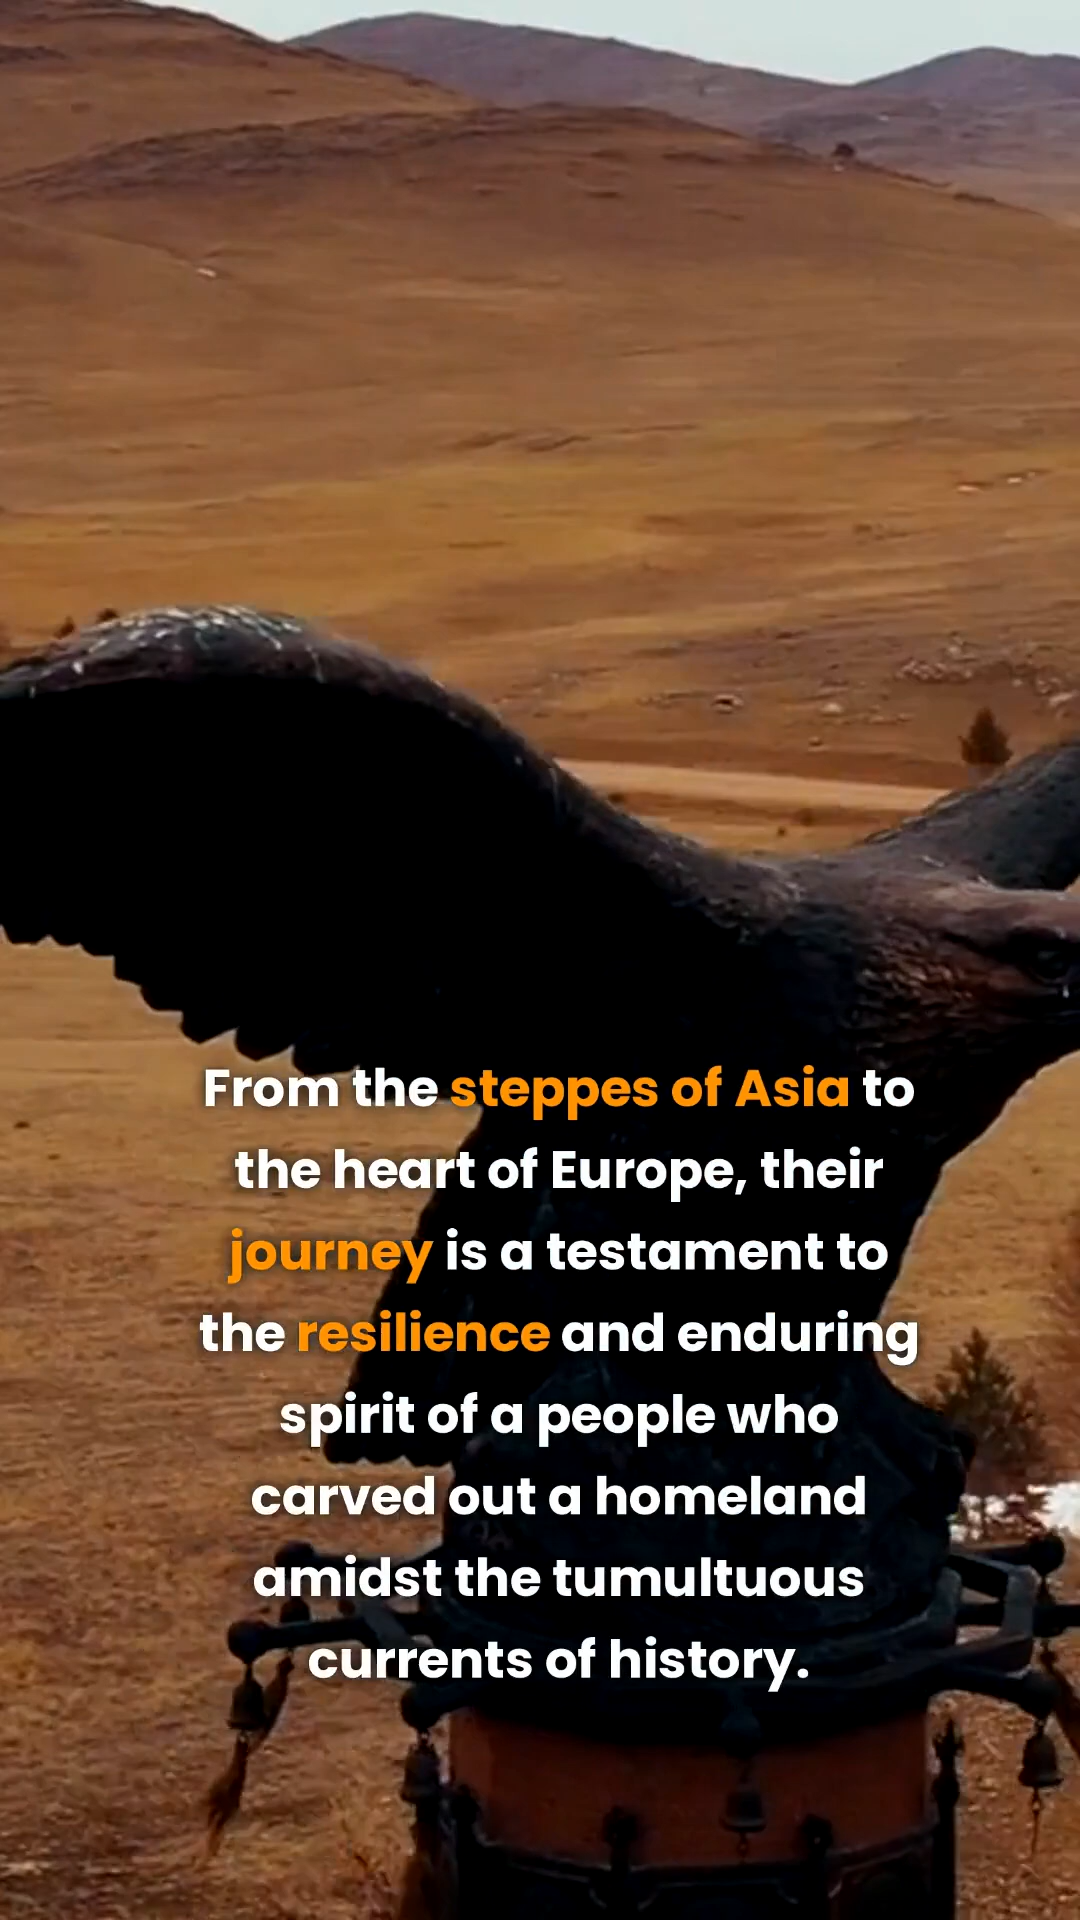 From the steppes of Asia to
the heart of Europe, their
journey is a testament to
the resilience and enduring
spirit of a people who
carved out a homeland
amidst the tumultuous
currents of history.